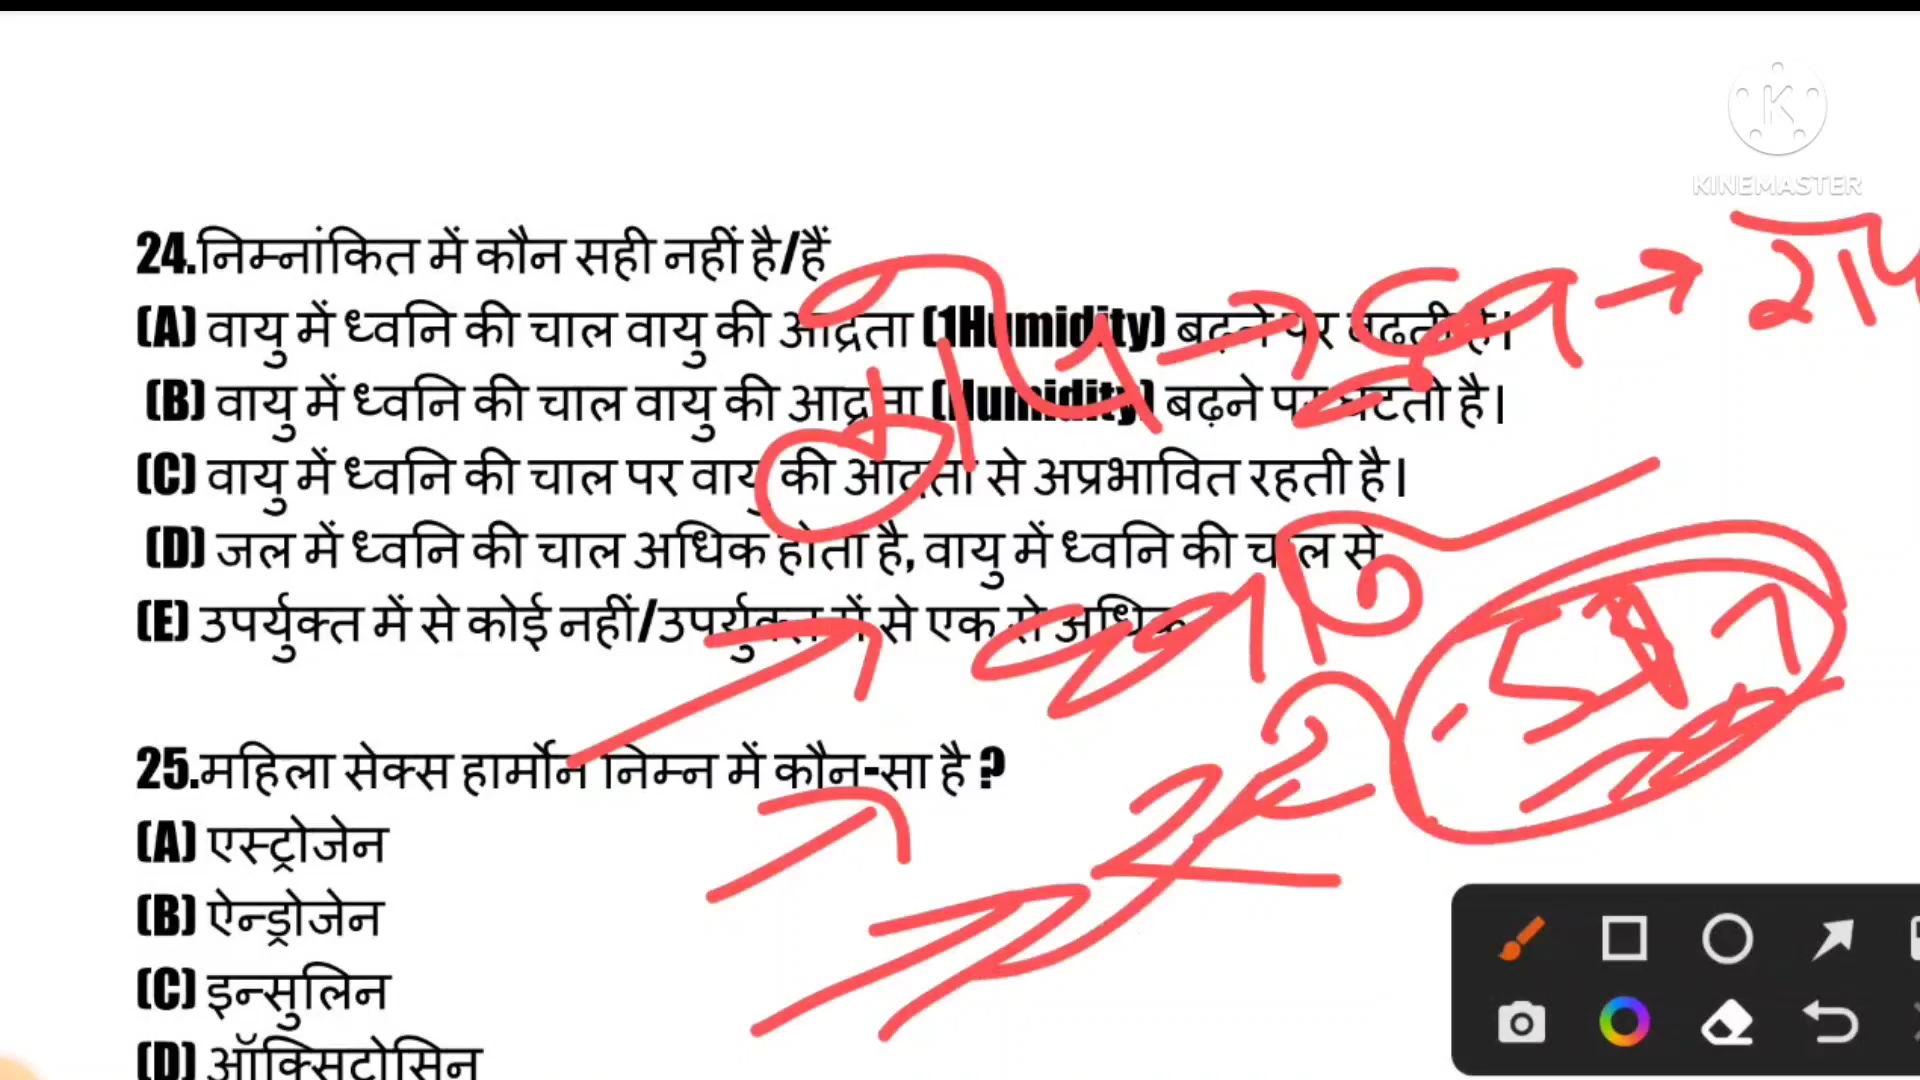 KINEMASTER
24.निम्नांकित में कौन सही नहीं है/हैं
(A) वायु में ध्वनि की चाल वायु की आद्रता (1Humidity) बढ़ने पर बढ़ती है।
(B) वायु में ध्वनि की चाल वायु की आद्रता (Humidity) बढ़ने पर घटती है।
(C) वायु में ध्वनि की चाल पर वायु की आद्रता से अप्रभावित रहती है।
(D) जल में ध्वनि की चाल अधिक होता है, वायु में ध्वनि की चाल से
(E) उपर्युक्त में से कोई नहीं/उपर्युक्त में से एक से अधिक
25.महिला सेक्स हार्मोन निम्न में कौन-सा है ?
(A) एस्ट्रोजेन
(B) ऐन्ड्रोजेन
(C) इन्सुलिन
(D) ऑक्सिटोसिन